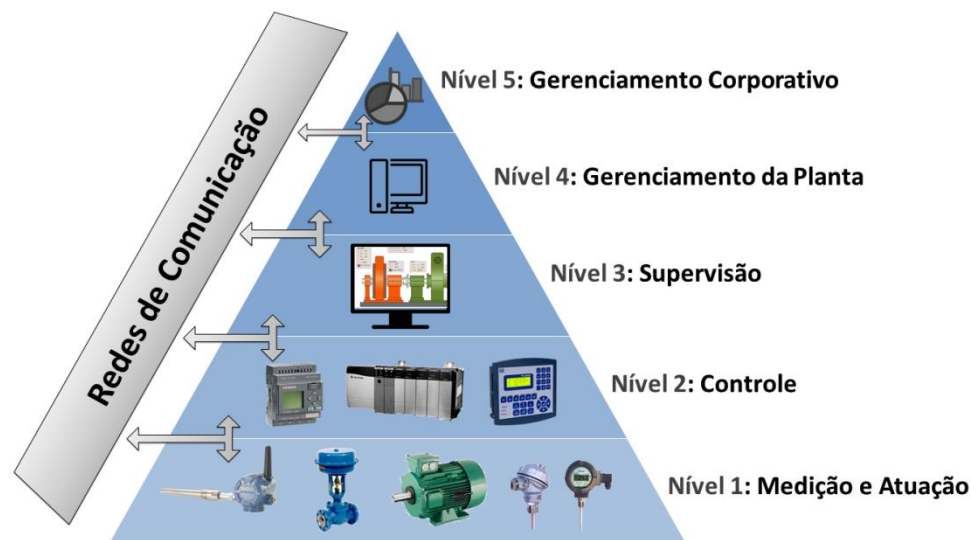 Redes de Comunicação
Nível 5: Gerenciamento Corporativo
Nível 4: Gerenciamento da Planta
Nível 3: Supervisão
Nível 2: Controle
Nível 1: Medição e Atuação